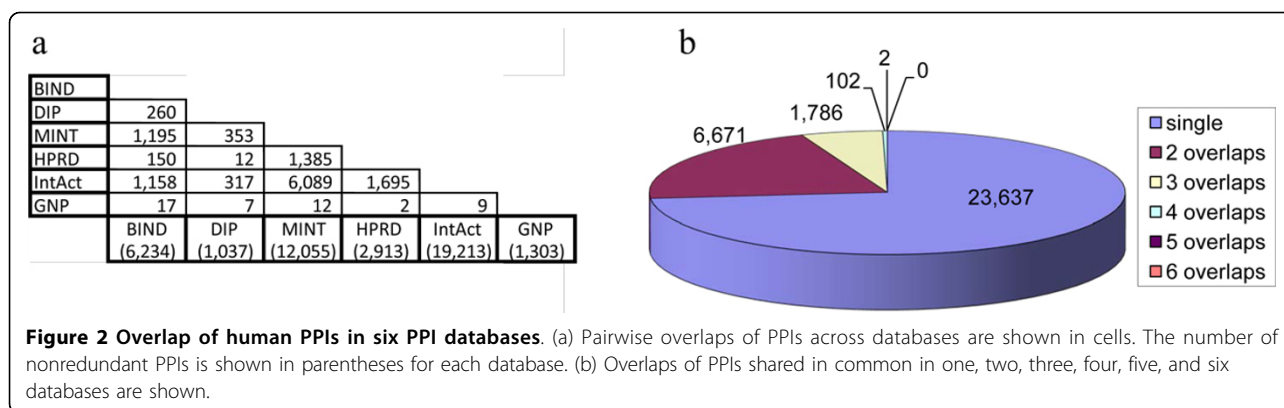 a
BIND
DIP 260
MINT 1,195 353
HPRD 150 12 1,385
IntAct 1,158 317 6,089 1,695
GNP 17 7 12 2 9
BIND DIP MINT HPRD IntAct GNP
(6,234) (1,037) (12,055) (2,913) (19,213) (1,303)
b
2
0
102
1,786
6,671
23,637
single
2 overlaps
3 overlaps
4 overlaps
5 overlaps
6 overlaps
Figure 2 Overlap of human PPIs in six PPI databases. (a) Pairwise overlaps of PPIs across databases are shown in cells. The number of
nonredundant PPIs is shown in parentheses for each database. (b) Overlaps of PPIs shared in common in one, two, three, four, five, and six
databases are shown.